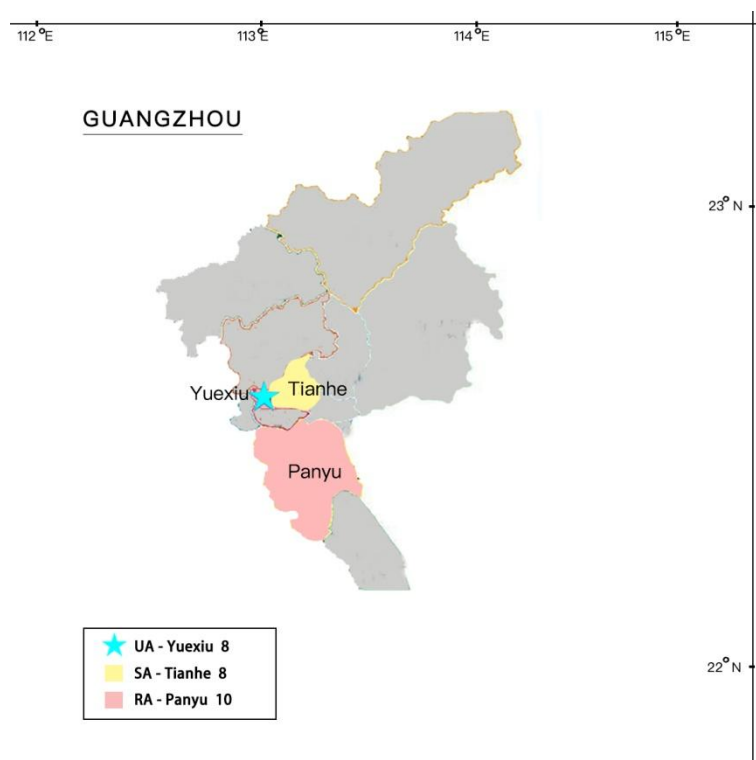 112°E 113°E 114°E 115°E
GUANGZHOU
23°N
Yuexiu Tianhe
Panyu
UA - Yuexiu 8
22°N
SA - Tianhe 8
RA - Panyu 10